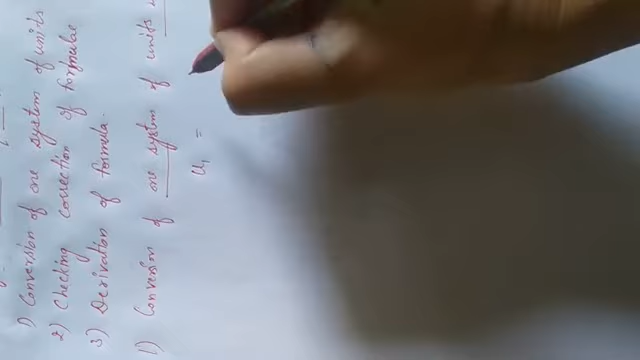 1) Conversion of one system of units
2) Checking correction of formulae
3) Derivation of formula.
1) Conversion of one system of units
u₁ =